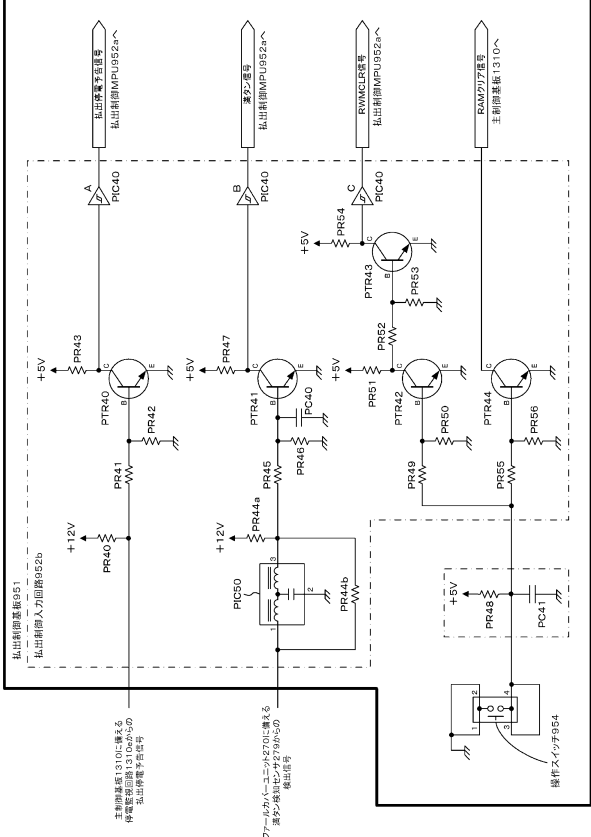 払出制御基板951
払出制御入力回路952b
主制御基板1310に備える
停電監視回路1310eからの
払出停電予告信号
+12V
PR40
PR41
PR42
+5V
PR43
PTR40
B
C
E
A
PIC40
払出停電予告信号
払出制御MPU952aへ
ファールカバーユニット270に備える
満タン検知センサ279からの
検出信号
PIC50
1
2
3
+12V
PR44a
PR44b
PR45
PR46
PC40
+5V
PR47
PTR41
B
C
E
B
PIC40
満タン信号
払出制御MPU952aへ
+5V
PR51
PR49
PR50
PTR42
B
C
E
PR52
PR53
+5V
PR54
PTR43
B
C
E
C
PIC40
RWMCLR信号
払出制御MPU952aへ
操作スイッチ954
1
2
3
4
+5V
PR48
PC41
PR55
PR56
PTR44
B
C
E
RAMクリア信号
主制御基板1310へ